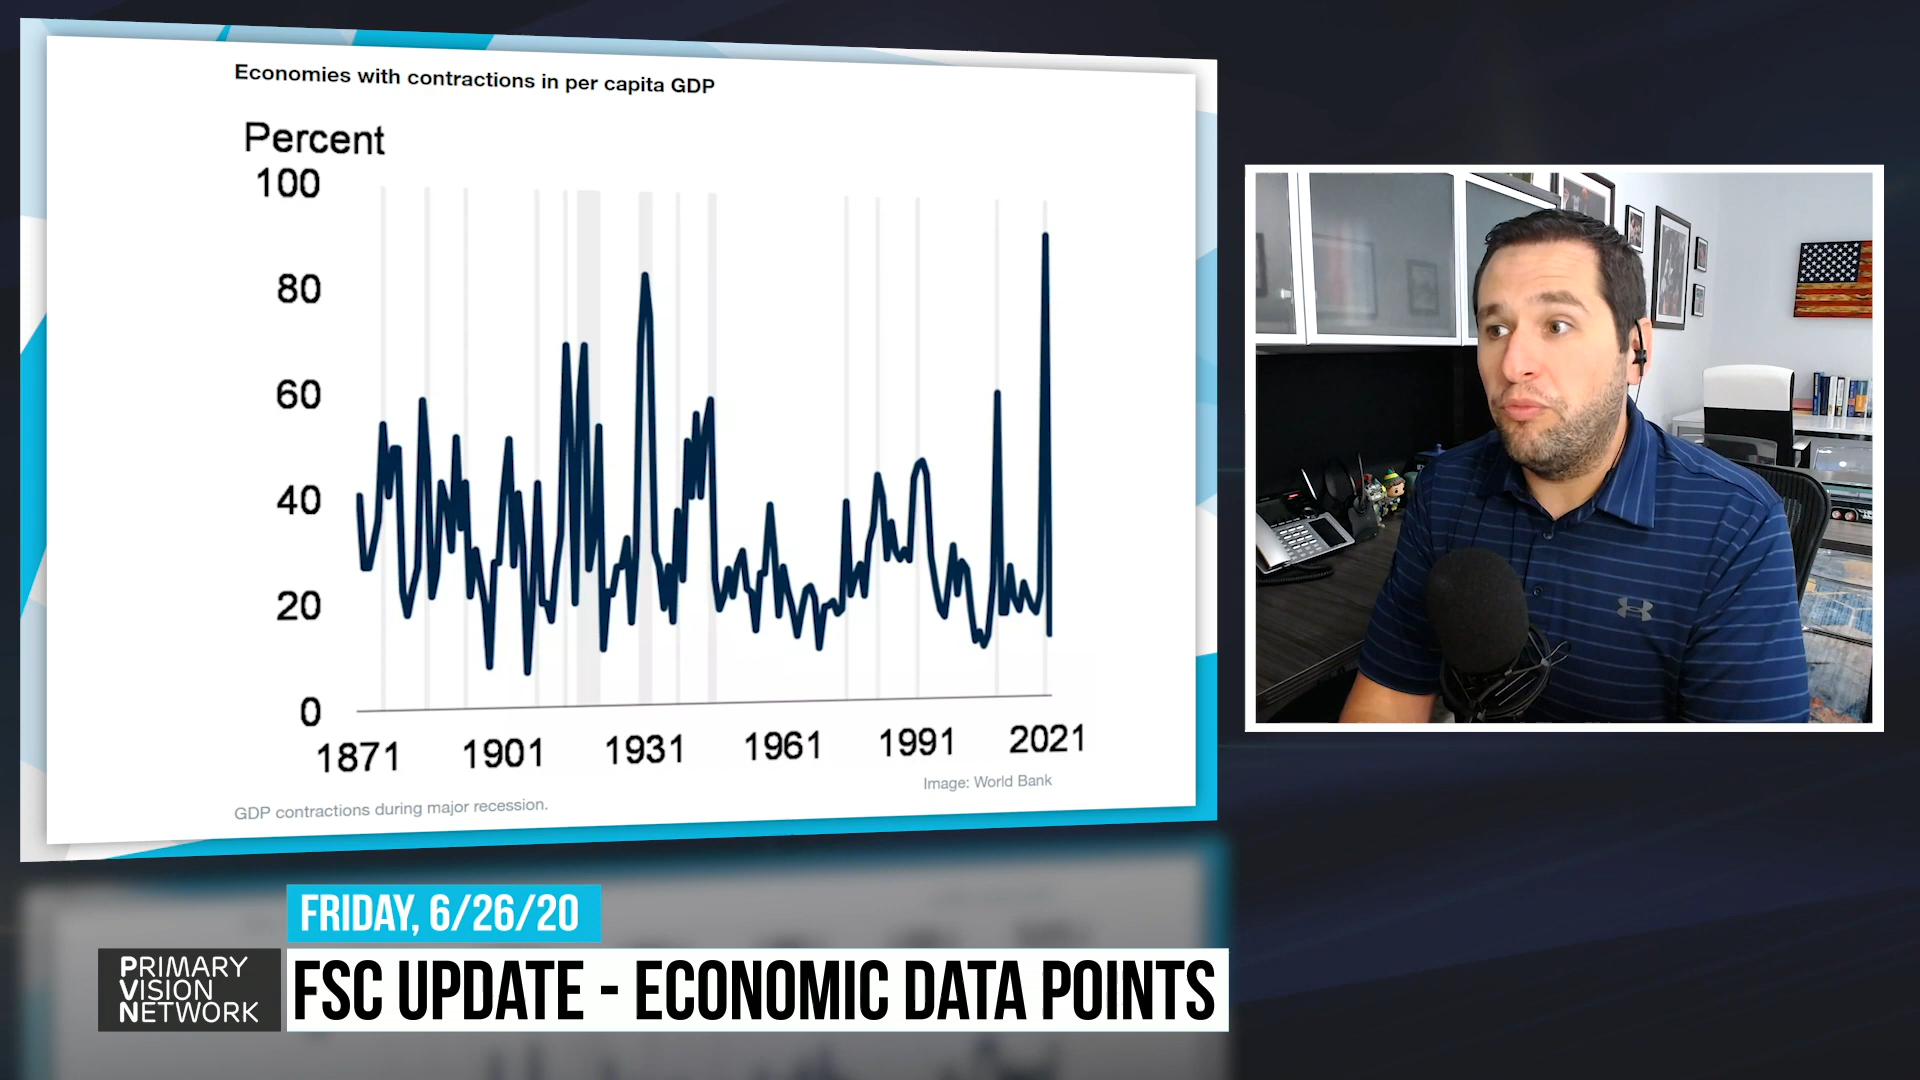 Economies with contractions in per capita GDP
Percent
100
80
60
40
20
0
1871 1901 1931 1961 1991 2021
Image: World Bank
GDP contractions during major recession.
FRIDAY, 6/26/20
PRIMARY
VISION
NETWORK
FSC UPDATE - ECONOMIC DATA POINTS